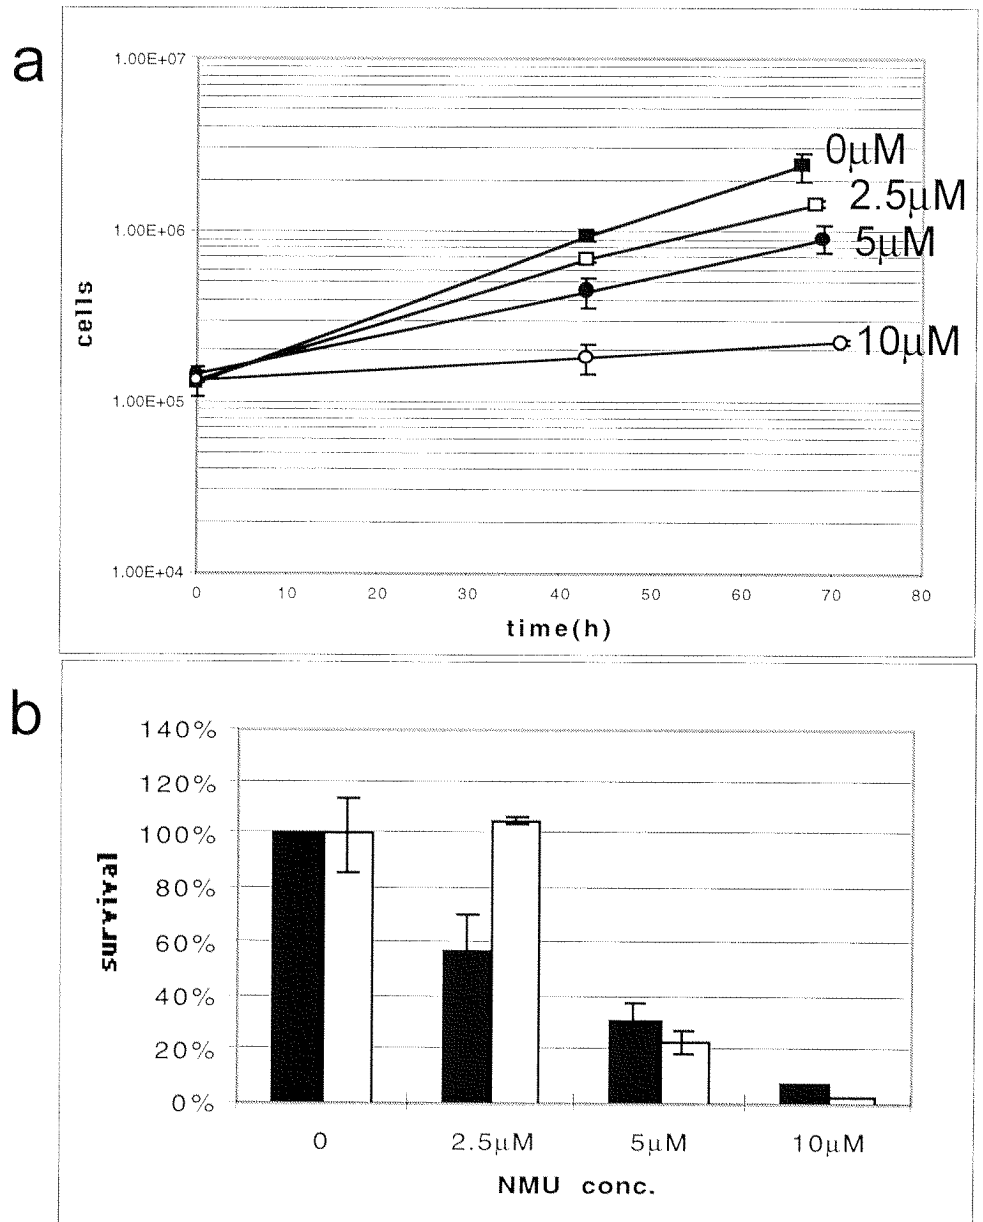 a
1.00E+07
1.00E+06
1.00E+05
1.00E+04
cells
0μM
2.5μM
5μM
10μM
0 10 20 30 40 50 60 70 80
time(h)
b
140%
120%
100%
80%
60%
40%
20%
0%
survival
0 2.5μM 5μM 10μM
NMU conc.